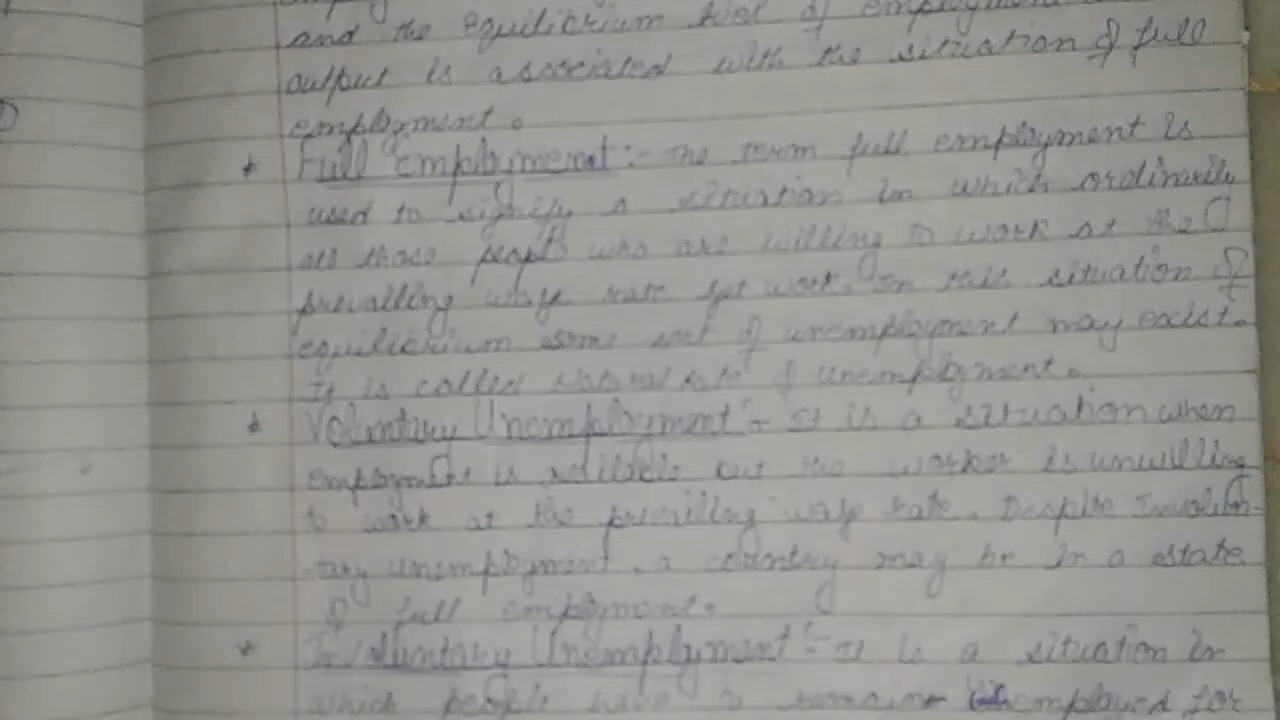 and the equilibrium level of employment
output is associated with the situation of full
employment.
* Full Employment :- The term full employment is
used to signify a situation in which ordinarily
all those people who are willing to work at the
prevailing wage rate get work. In this situation of
equilibrium some sort of unemployment may exist.
It is called natural rate of unemployment.
* Voluntary Unemployment :- It is a situation when
employment is but the worker is unwilling
to work at the prevailing wage rate. Despite Involun-
tary unemployment, a country may be in a state
of full employment.
* Involuntary Unemployment :- It is a situation in
which people have to remain unemployed for